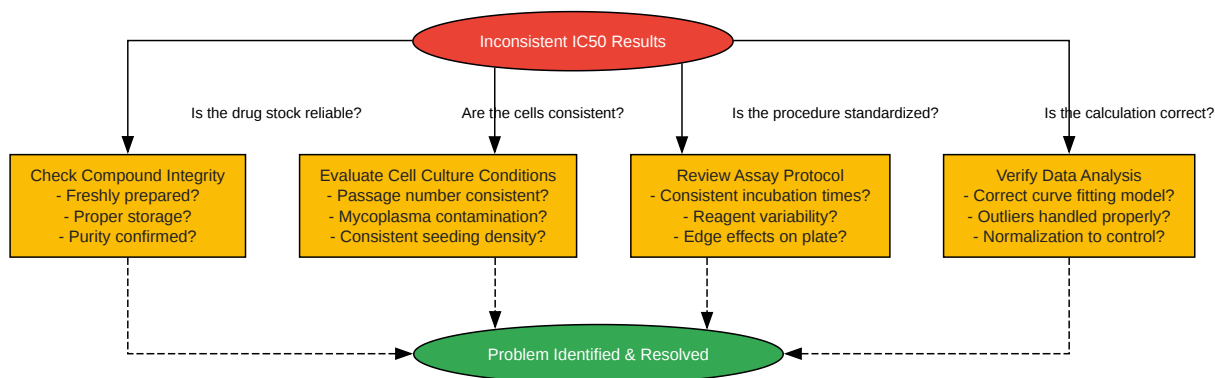 Inconsistent IC50 Results
Is the drug stock reliable?
Are the cells consistent?
Is the procedure standardized?
Is the calculation correct?
Check Compound Integrity
- Freshly prepared?
- Proper storage?
- Purity confirmed?
Evaluate Cell Culture Conditions
- Passage number consistent?
- Mycoplasma contamination?
- Consistent seeding density?
Review Assay Protocol
- Consistent incubation times?
- Reagent variability?
- Edge effects on plate?
Verify Data Analysis
- Correct curve fitting model?
- Outliers handled properly?
- Normalization to control?
Problem Identified & Resolved